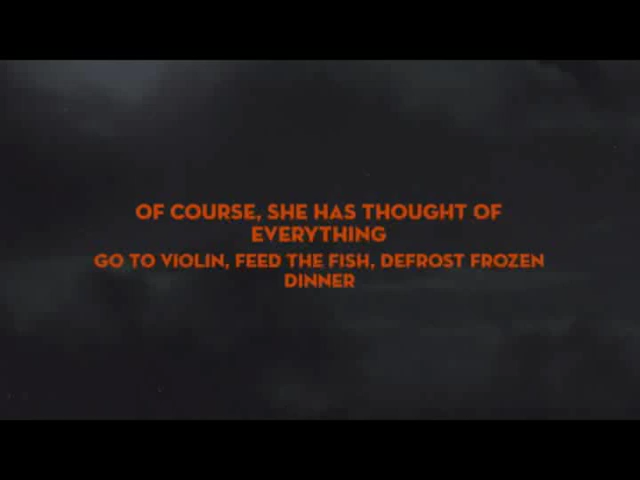 OF COURSE, SHE HAS THOUGHT OF
EVERYTHING
GO TO VIOLIN, FEED THE FISH, DEFROST FROZEN
DINNER